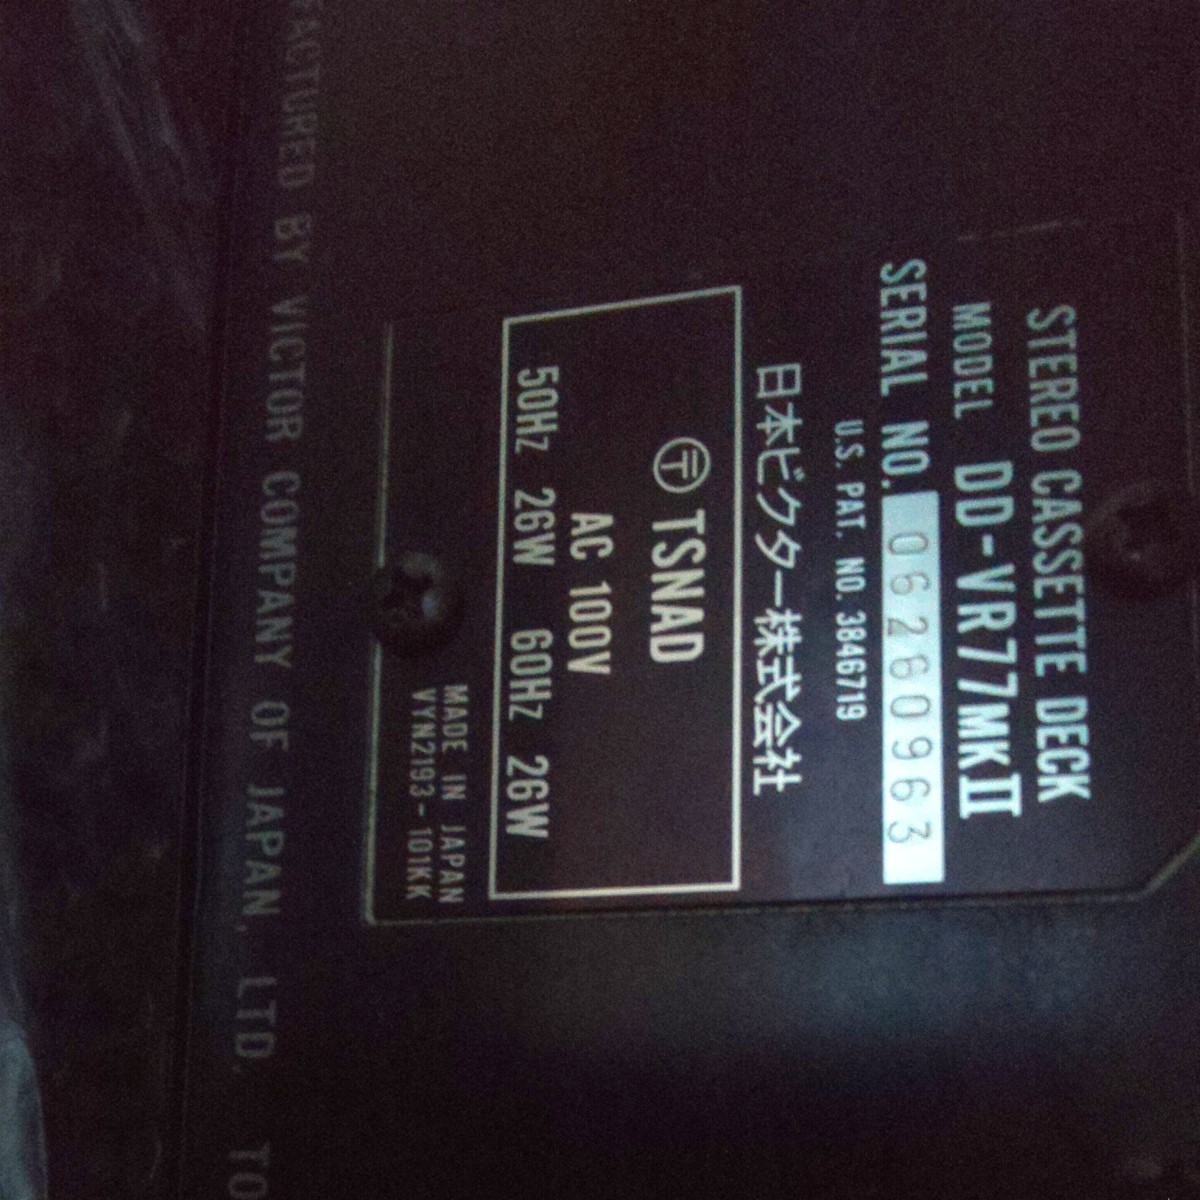 STEREO CASSETTE DECK
MODEL DD-VR77MKII
SERIAL NO. 06260963
U.S. PAT. NO. 3846719
日本ビクター株式会社
〒 TSNAD
AC 100V
50Hz 26W 60Hz 26W
MADE IN JAPAN
VYN2193-101KK
ACTURED BY VICTOR COMPANY OF JAPAN, LTD. TO